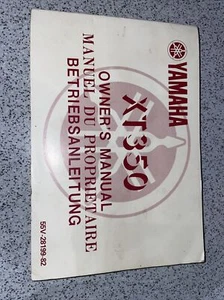 YAMAHA
XT350
OWNER'S MANUAL
MANUEL DU PROPRIETAIRE
BETRIEBSANLEITUNG
55V-28199-82